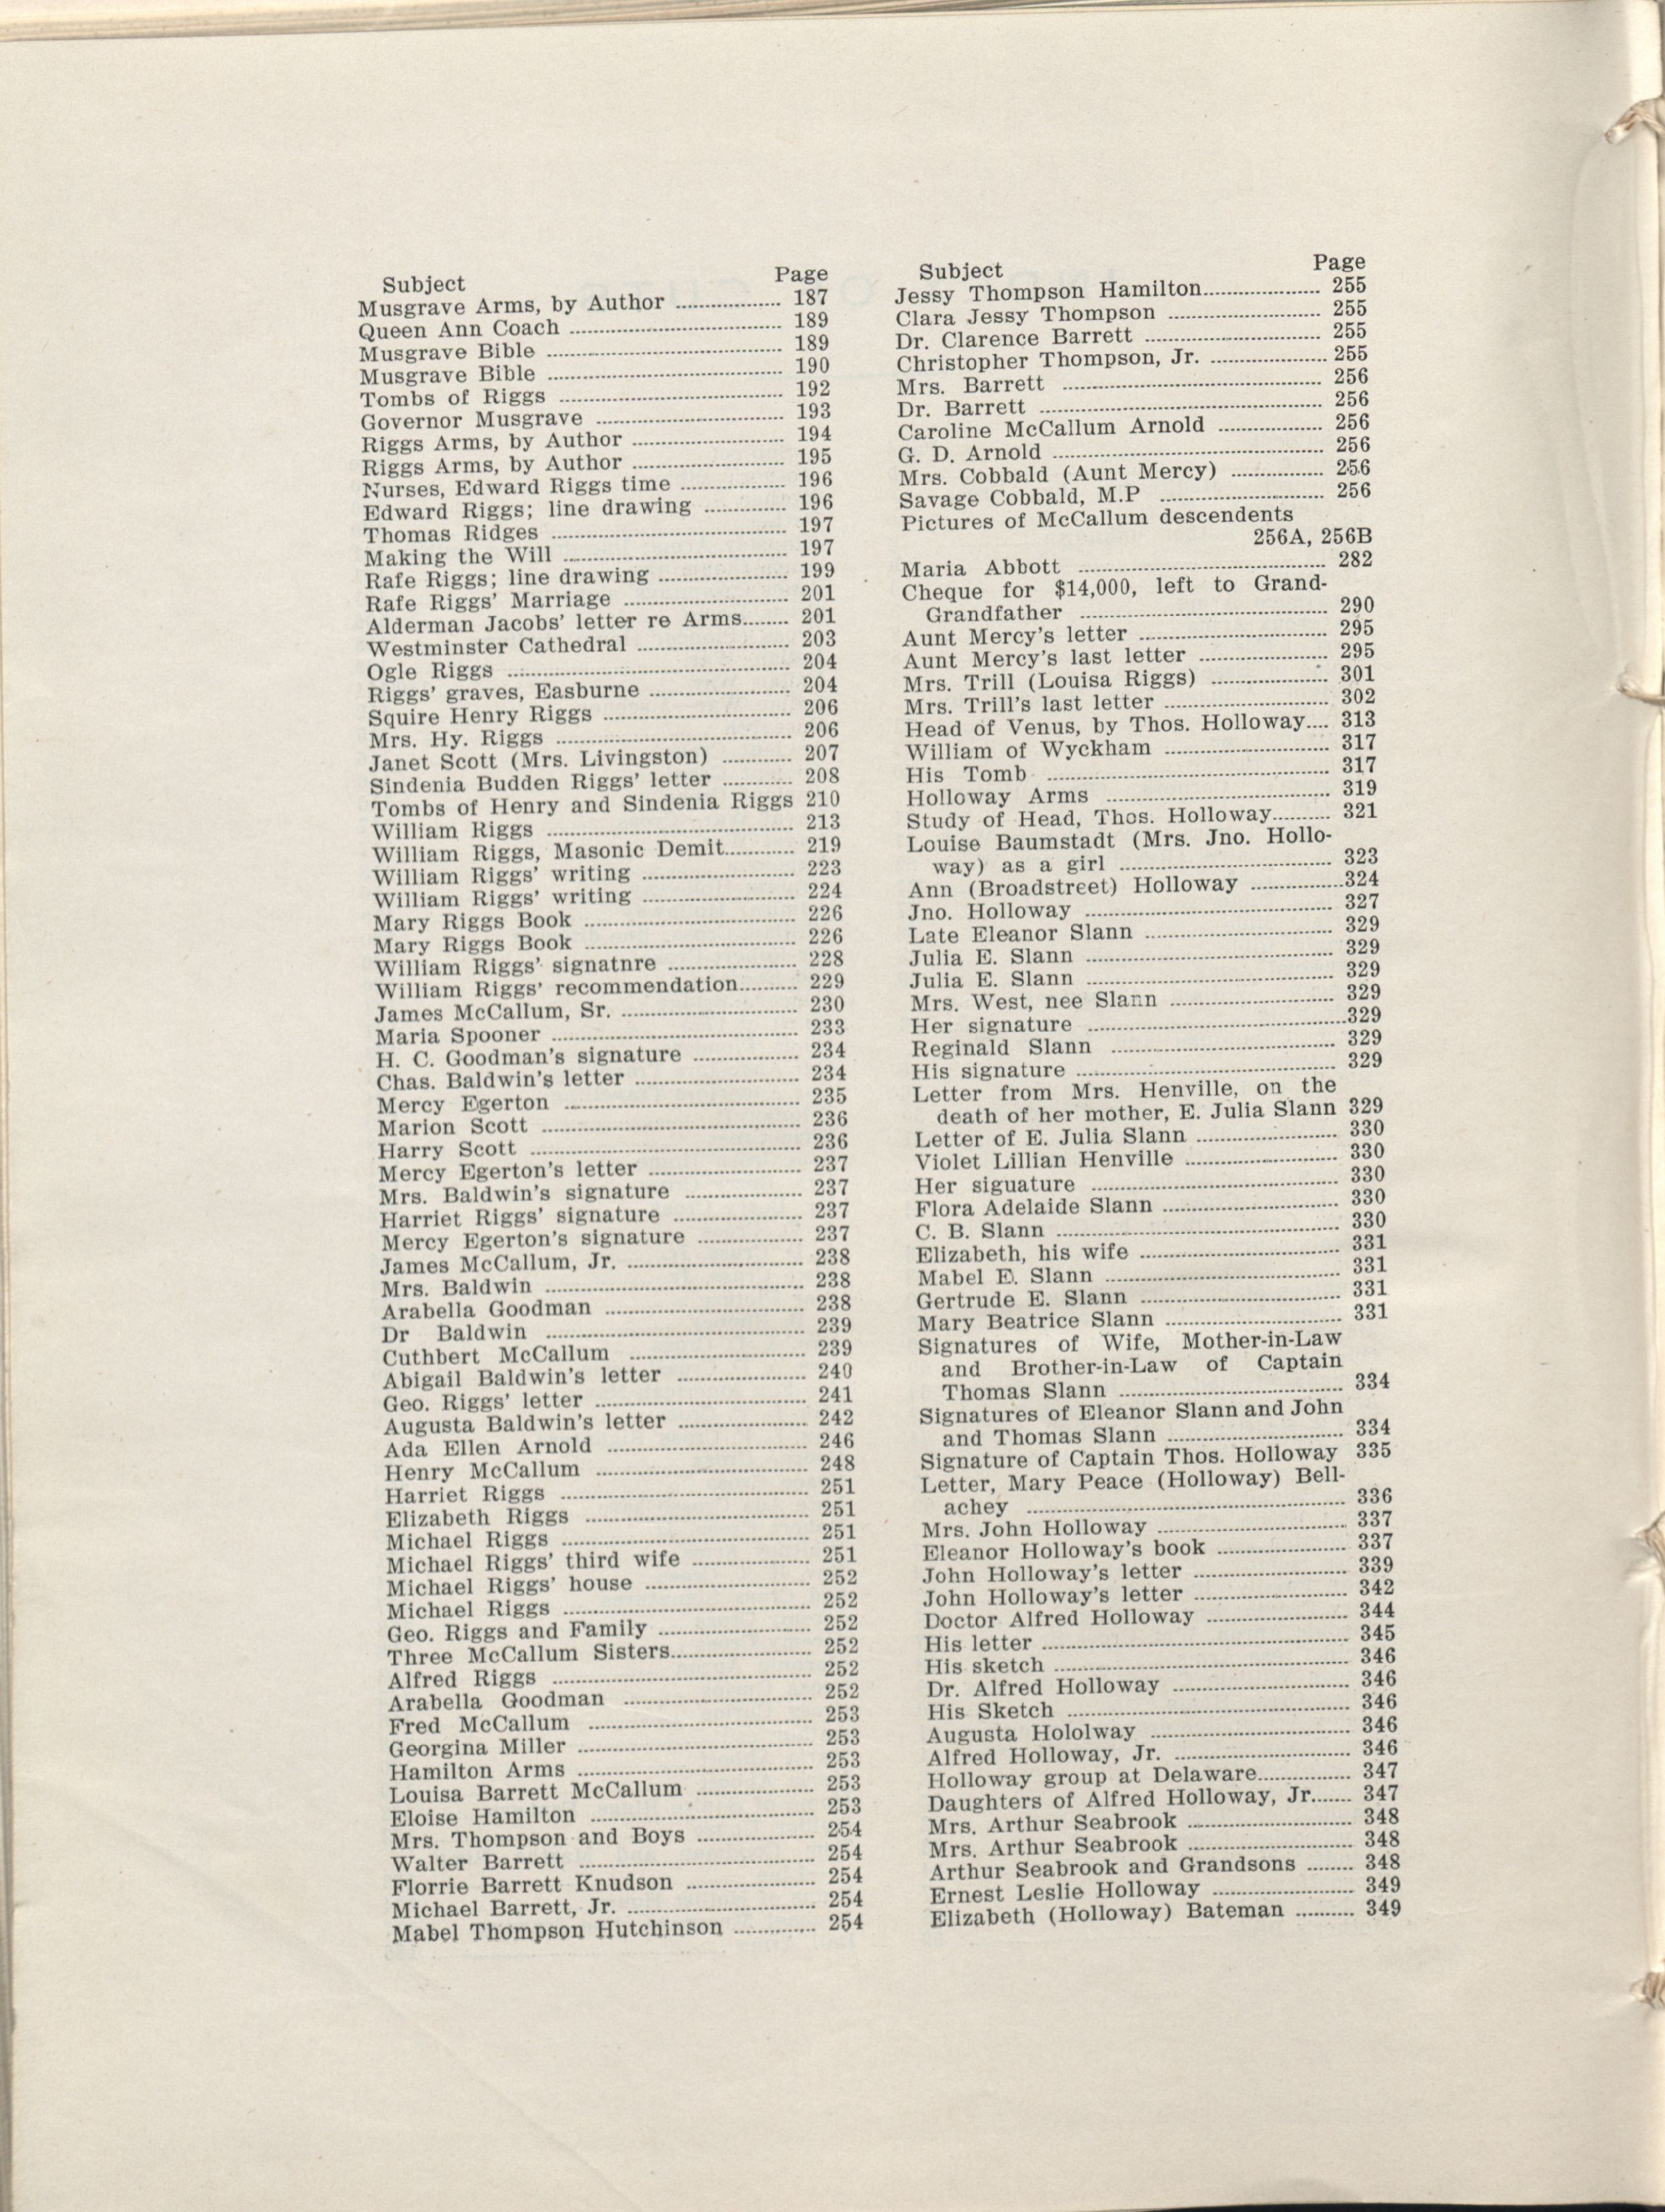 Subject Page
Musgrave Arms, by Author ................. 187
Queen Ann Coach ................. 189
Musgrave Bible ................. 189
Musgrave Bible ................. 190
Tombs of Riggs ................. 192
Governor Musgrave ................. 193
Riggs Arms, by Author ................. 194
Riggs Arms, by Author ................. 195
Nurses, Edward Riggs time ................. 196
Edward Riggs; line drawing ............. 196
Thomas Ridges ................. 197
Making the Will ................. 197
Rafe Riggs; line drawing ................. 199
Rafe Riggs' Marriage ................. 201
Alderman Jacobs' letter re Arms........ 201
Westminster Cathedral ................. 203
Ogle Riggs ................. 204
Riggs' graves, Easburne ................. 204
Squire Henry Riggs ................. 206
Mrs. Hy. Riggs ................. 206
Janet Scott (Mrs. Livingston) ............ 207
Sindenia Budden Riggs' letter ............ 208
Tombs of Henry and Sindenia Riggs 210
William Riggs ................. 213
William Riggs, Masonic Demit............ 219
William Riggs' writing ................. 223
William Riggs' writing ................. 224
Mary Riggs Book ................. 226
Mary Riggs Book ................. 226
William Riggs' signatnre ................. 228
William Riggs' recommendation.......... 229
James McCallum, Sr. ................. 230
Maria Spooner ................. 233
H. C. Goodman's signature ................. 234
Chas. Baldwin's letter ................. 234
Mercy Egerton ................. 235
Marion Scott ................. 236
Harry Scott ................. 236
Mercy Egerton's letter ................. 237
Mrs. Baldwin's signature ................. 237
Harriet Riggs' signature ................. 237
Mercy Egerton's signature ................. 237
James McCallum, Jr. ................. 238
Mrs. Baldwin ................. 238
Arabella Goodman ................. 238
Dr Baldwin ................. 239
Cuthbert McCallum ................. 239
Abigail Baldwin's letter ................. 240
Geo. Riggs' letter ................. 241
Augusta Baldwin's letter ................. 242
Ada Ellen Arnold ................. 246
Henry McCallum ................. 248
Harriet Riggs ................. 251
Elizabeth Riggs ................. 251
Michael Riggs ................. 251
Michael Riggs' third wife ................. 251
Michael Riggs' house ................. 252
Michael Riggs ................. 252
Geo. Riggs and Family ................. 252
Three McCallum Sisters................. 252
Alfred Riggs ................. 252
Arabella Goodman ................. 252
Fred McCallum ................. 253
Georgina Miller ................. 253
Hamilton Arms ................. 253
Louisa Barrett McCallum ................. 253
Eloise Hamilton ................. 253
Mrs. Thompson and Boys ................. 254
Walter Barrett ................. 254
Florrie Barrett Knudson ................. 254
Michael Barrett, Jr. ................. 254
Mabel Thompson Hutchinson ............. 254
Subject Page
Jessy Thompson Hamilton................. 255
Clara Jessy Thompson ................. 255
Dr. Clarence Barrett ................. 255
Christopher Thompson, Jr. ................. 255
Mrs. Barrett ................. 256
Dr. Barrett ................. 256
Caroline McCallum Arnold ................. 256
G. D. Arnold ................. 256
Mrs. Cobbald (Aunt Mercy) ............... 256
Savage Cobbald, M.P ................. 256
Pictures of McCallum descendents
256A, 256B
Maria Abbott ................. 282
Cheque for $14,000, left to Grand-
Grandfather ................. 290
Aunt Mercy's letter ................. 295
Aunt Mercy's last letter ................. 295
Mrs. Trill (Louisa Riggs) ................. 301
Mrs. Trill's last letter ................. 302
Head of Venus, by Thos. Holloway.... 313
William of Wyckham ................. 317
His Tomb ................. 317
Holloway Arms ................. 319
Study of Head, Thos. Holloway.......... 321
Louise Baumstadt (Mrs. Jno. Hollo-
way) as a girl ................. 323
Ann (Broadstreet) Holloway ...............324
Jno. Holloway ................. 327
Late Eleanor Slann ................. 329
Julia E. Slann ................. 329
Julia E. Slann ................. 329
Mrs. West, nee Slann ................. 329
Her signature .................329
Reginald Slann ................. 329
His signature ................. 329
Letter from Mrs. Henville, on the
death of her mother, E. Julia Slann 329
Letter of E. Julia Slann ................. 330
Violet Lillian Henville ................. 330
Her siguature ................. 330
Flora Adelaide Slann ................. 330
C. B. Slann ................. 330
Elizabeth, his wife ................. 331
Mabel E. Slann ................. 331
Gertrude E. Slann ................. 331
Mary Beatrice Slann ................. 331
Signatures of Wife, Mother-in-Law
and Brother-in-Law of Captain
Thomas Slann ................. 334
Signatures of Eleanor Slann and John
and Thomas Slann ................. 334
Signature of Captain Thos. Holloway 335
Letter, Mary Peace (Holloway) Bell-
achey ................. 336
Mrs. John Holloway ................. 337
Eleanor Holloway's book ................. 337
John Holloway's letter ................. 339
John Holloway's letter ................. 342
Doctor Alfred Holloway ................. 344
His letter ................. 345
His sketch ................. 346
Dr. Alfred Holloway ................. 346
His Sketch ................. 346
Augusta Hololway ................. 346
Alfred Holloway, Jr. ................. 346
Holloway group at Delaware................ 347
Daughters of Alfred Holloway, Jr....... 347
Mrs. Arthur Seabrook ................. 348
Mrs. Arthur Seabrook ................. 348
Arthur Seabrook and Grandsons ........ 348
Ernest Leslie Holloway ................. 349
Elizabeth (Holloway) Bateman .......... 349